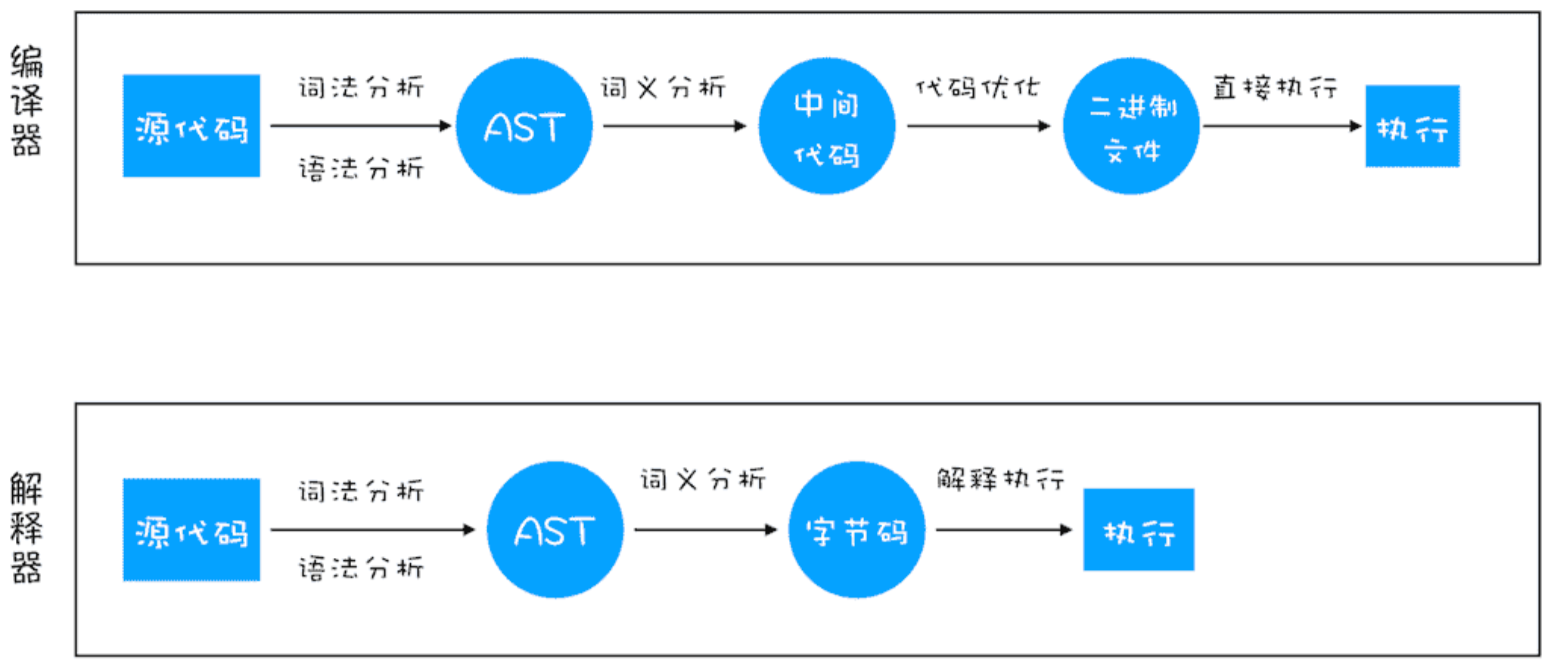 编译器
源代码
词法分析
语法分析
AST
词义分析
中间
代码
代码优化
二进制
文件
直接执行
执行
解释器
源代码
词法分析
语法分析
AST
词义分析
字节码
解释执行
执行